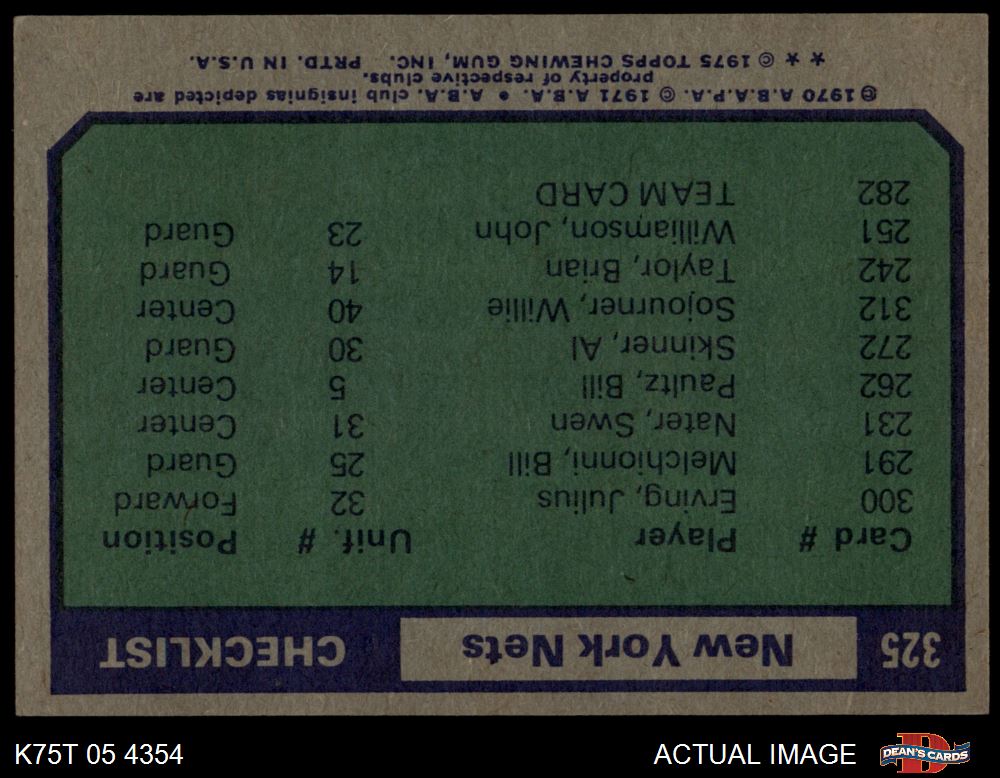 325 New York Nets CHECKLIST
Card # Player Unif. # Position
300 Erving, Julius 32 Forward
291 Melchionni, Bill 25 Guard
231 Nater, Swen 31 Center
262 Paultz, Bill 5 Center
272 Skinner, Al 30 Guard
312 Sojourner, Willie 40 Center
242 Taylor, Brian 14 Guard
251 Williamson, John 23 Guard
282 TEAM CARD
© 1970 A.B.A.P.A. © 1971 A.B.A. • A.B.A. club insignias depicted are
property of respective clubs.
★ ★ © 1975 TOPPS CHEWING GUM, INC. PRTD. IN U.S.A.
K75T 05 4354 ACTUAL IMAGE DEAN'S CARDS